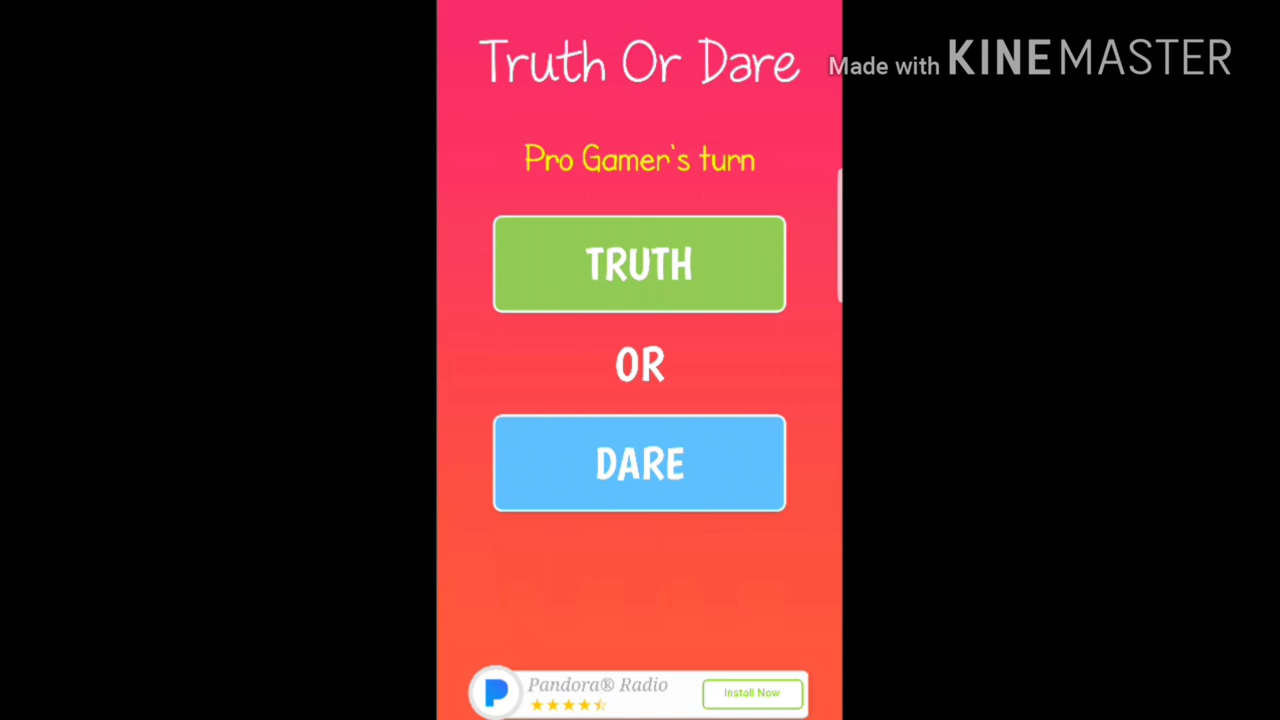 Truth Or Dare
Made with KINEMASTER
Pro Gamer's turn
TRUTH
OR
DARE
Pandora® Radio
Install Now